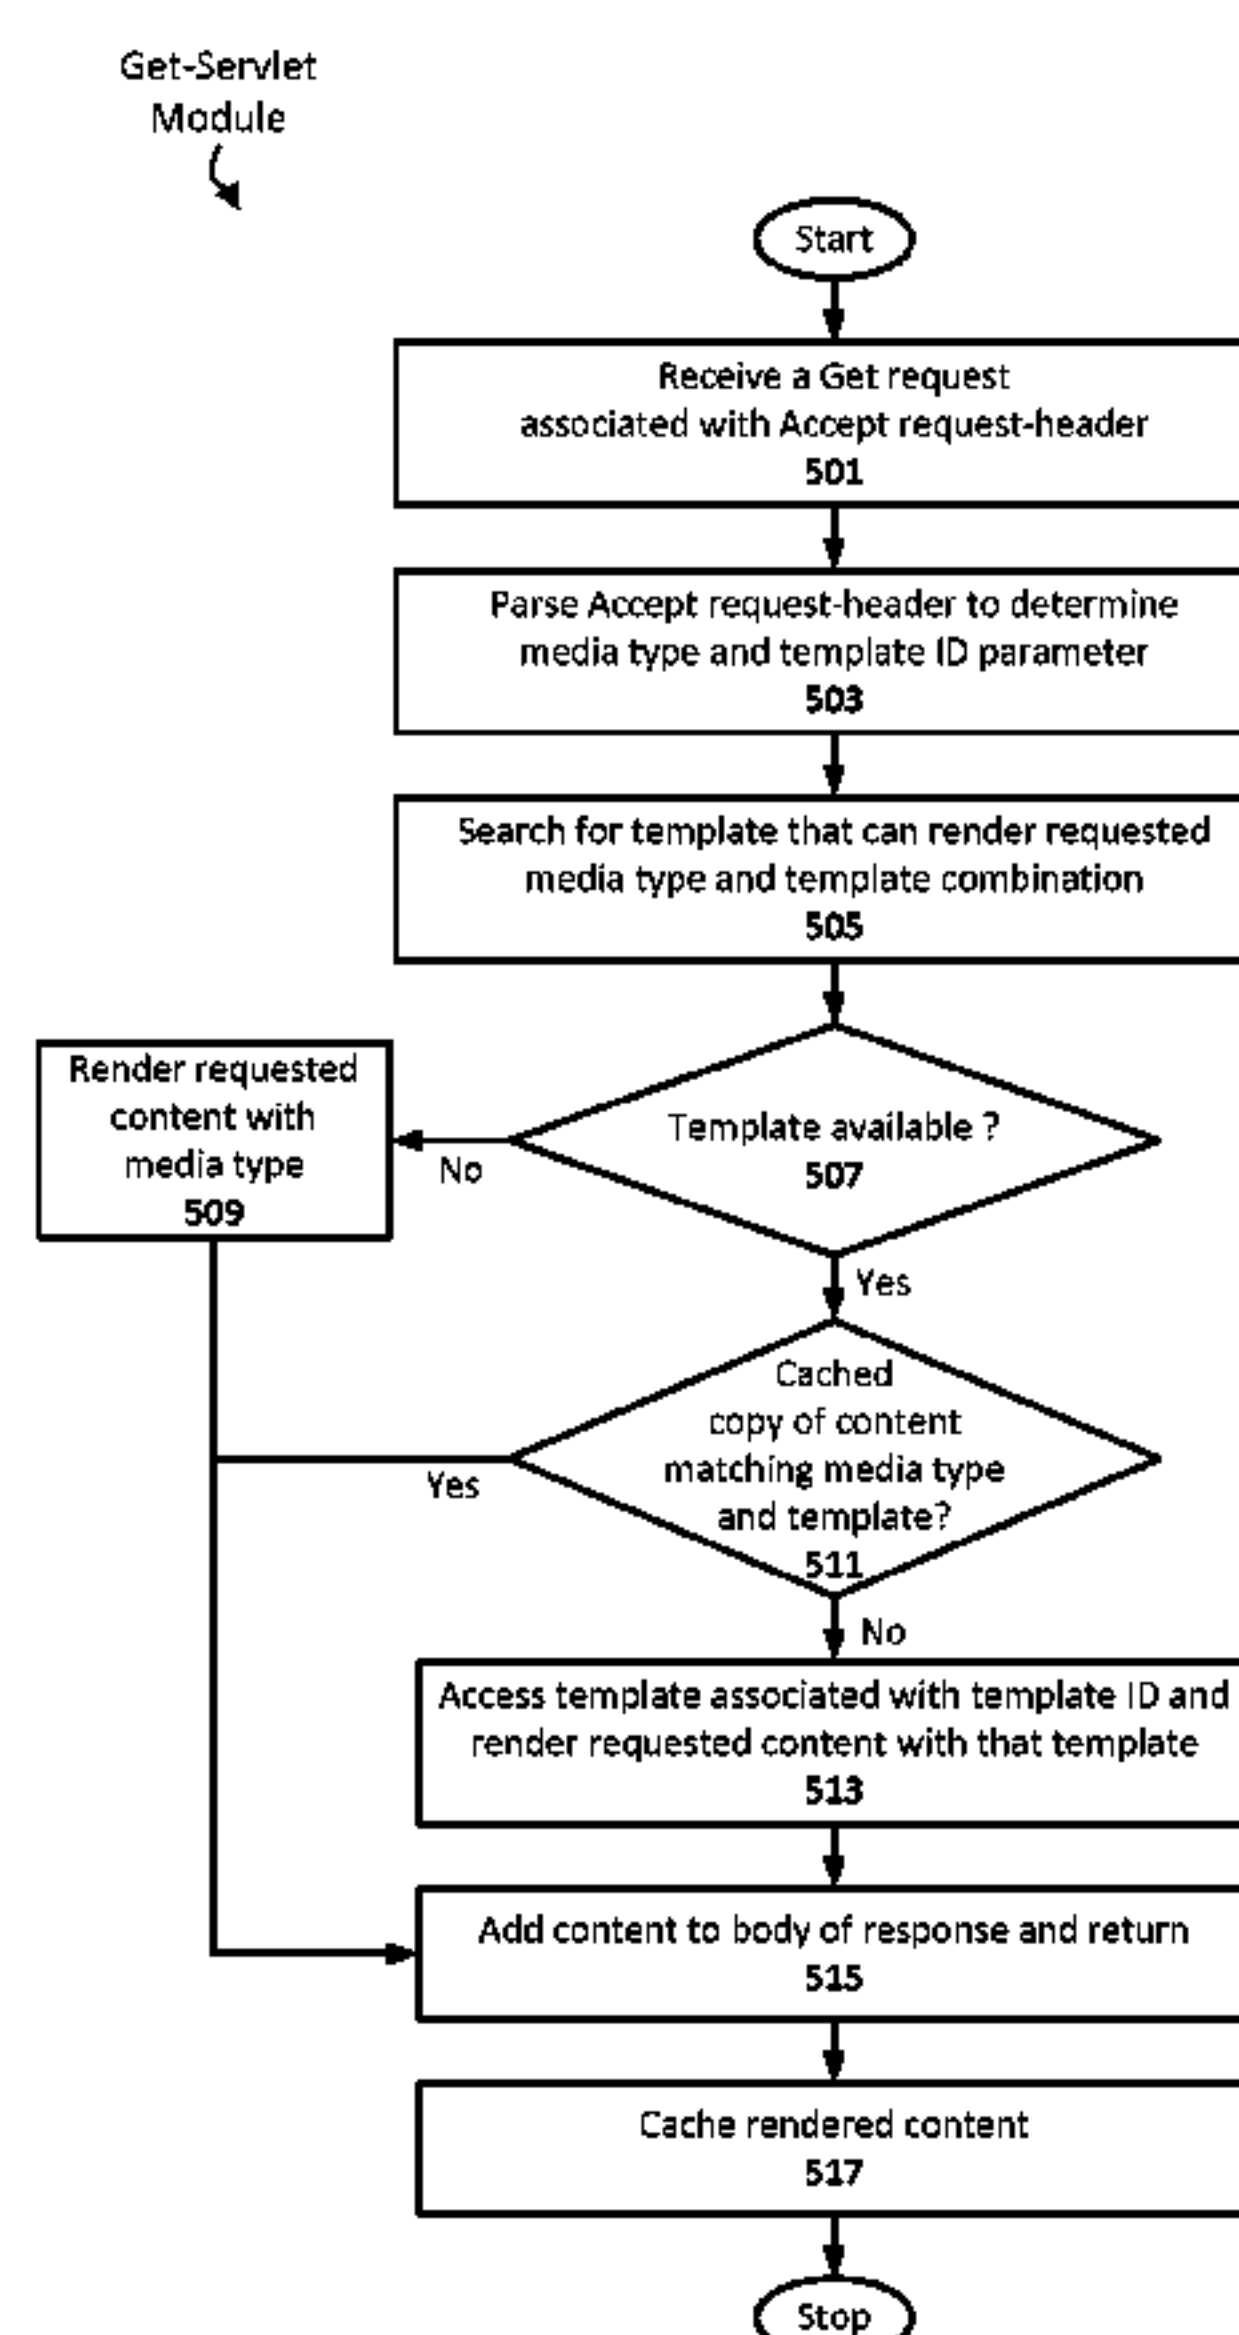 Get-Servlet
Module
Start
Receive a Get request
associated with Accept request-header
501
Parse Accept request-header to determine
media type and template ID parameter
503
Search for template that can render requested
media type and template combination
505
Render requested
content with
media type
509
No
Template available ?
507
Yes
Cached
copy of content
matching media type
and template?
511
Yes
No
Access template associated with template ID and
render requested content with that template
513
Add content to body of response and return
515
Cache rendered content
517
Stop